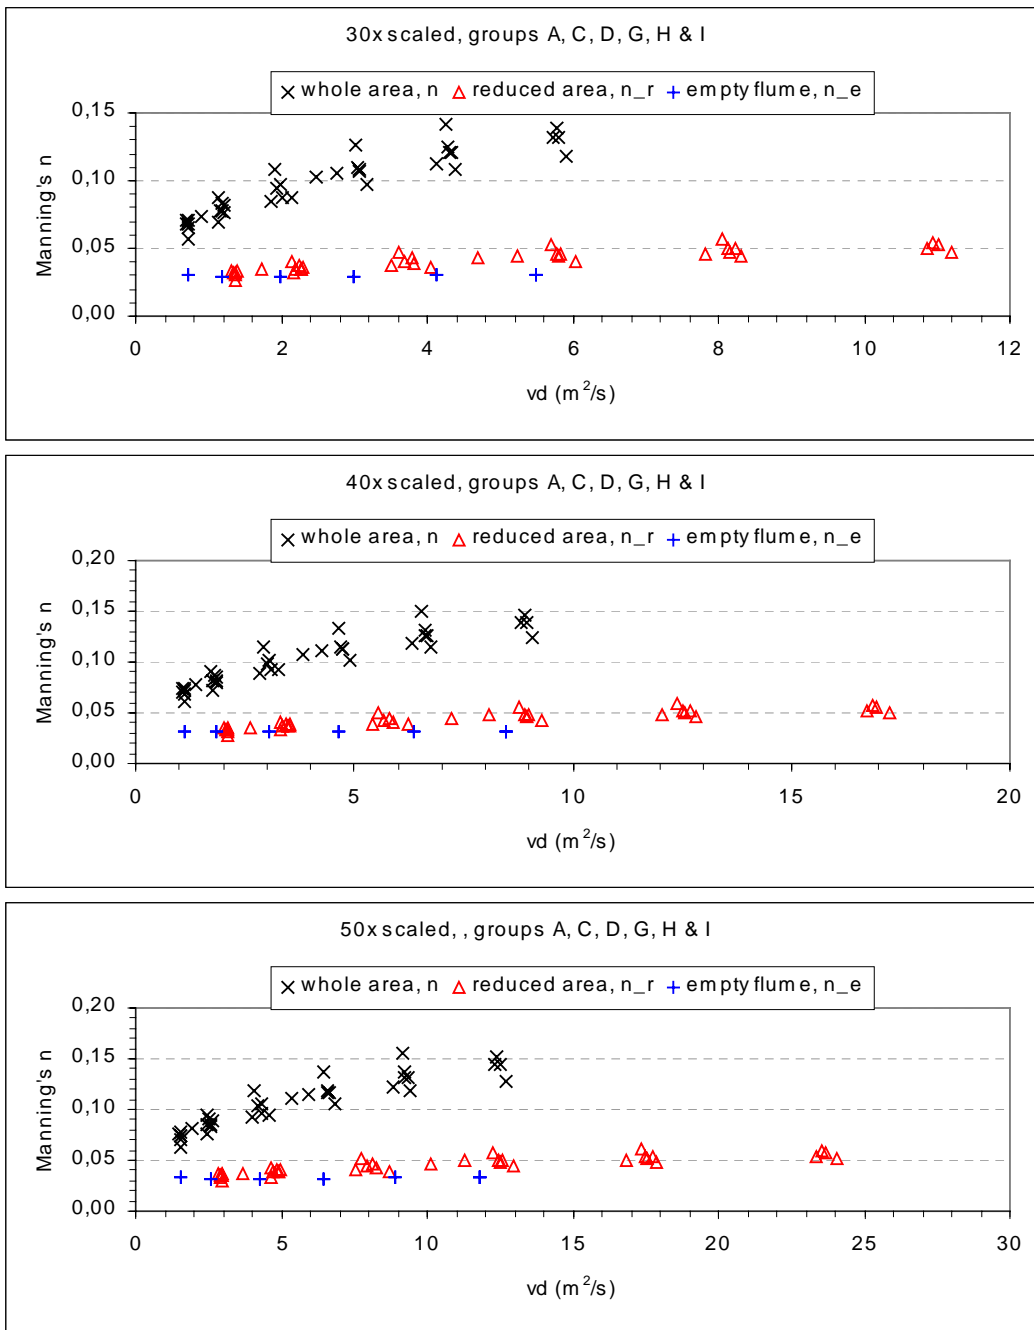 30x scaled, groups A, C, D, G, H & I
whole area, n reduced area, n_r empty flume, n_e
0,15
0,10
0,05
0,00
Manning's n
0 2 4 6 8 10 12
vd (m²/s)
40x scaled, groups A, C, D, G, H & I
whole area, n reduced area, n_r empty flume, n_e
0,20
0,15
0,10
0,05
0,00
Manning's n
0 5 10 15 20
vd (m²/s)
50x scaled, , groups A, C, D, G, H & I
whole area, n reduced area, n_r empty flume, n_e
0,20
0,15
0,10
0,05
0,00
Manning's n
0 5 10 15 20 25 30
vd (m²/s)